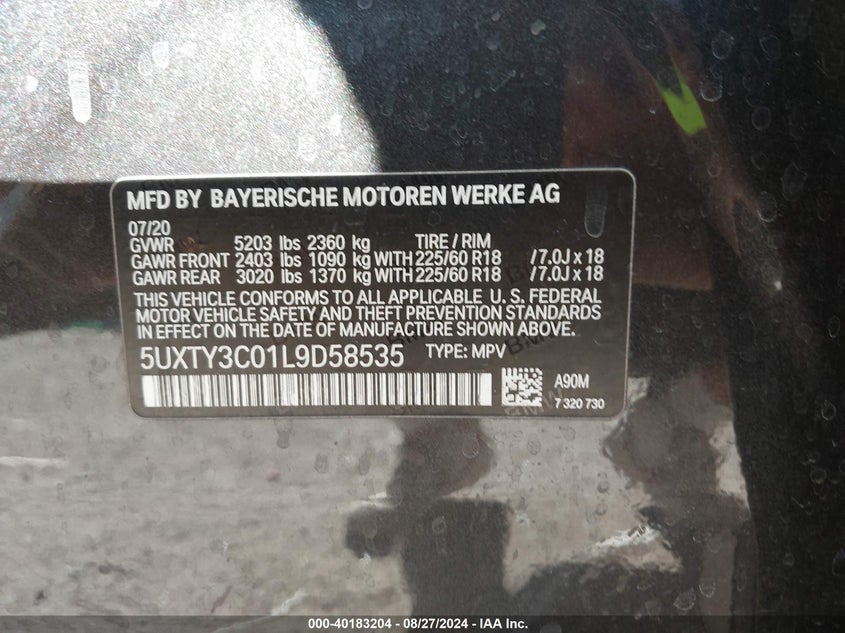 MFD BY BAYERISCHE MOTOREN WERKE AG
07/20
GVWR 5203 lbs 2360 kg TIRE / RIM
GAWR FRONT 2403 lbs 1090 kg WITH 225/60 R18 /7.0J x 18
GAWR REAR 3020 lbs 1370 kg WITH 225/60 R18 /7.0J x 18
THIS VEHICLE CONFORMS TO ALL APPLICABLE U. S. FEDERAL
MOTOR VEHICLE SAFETY AND THEFT PREVENTION STANDARDS
IN EFFECT ON THE DATE OF MANUFACTURE SHOWN ABOVE.
5UXTY3C01L9D58535 TYPE: MPV
A90M
7 320 730
000-40183204 - 08/27/2024 - IAA Inc.